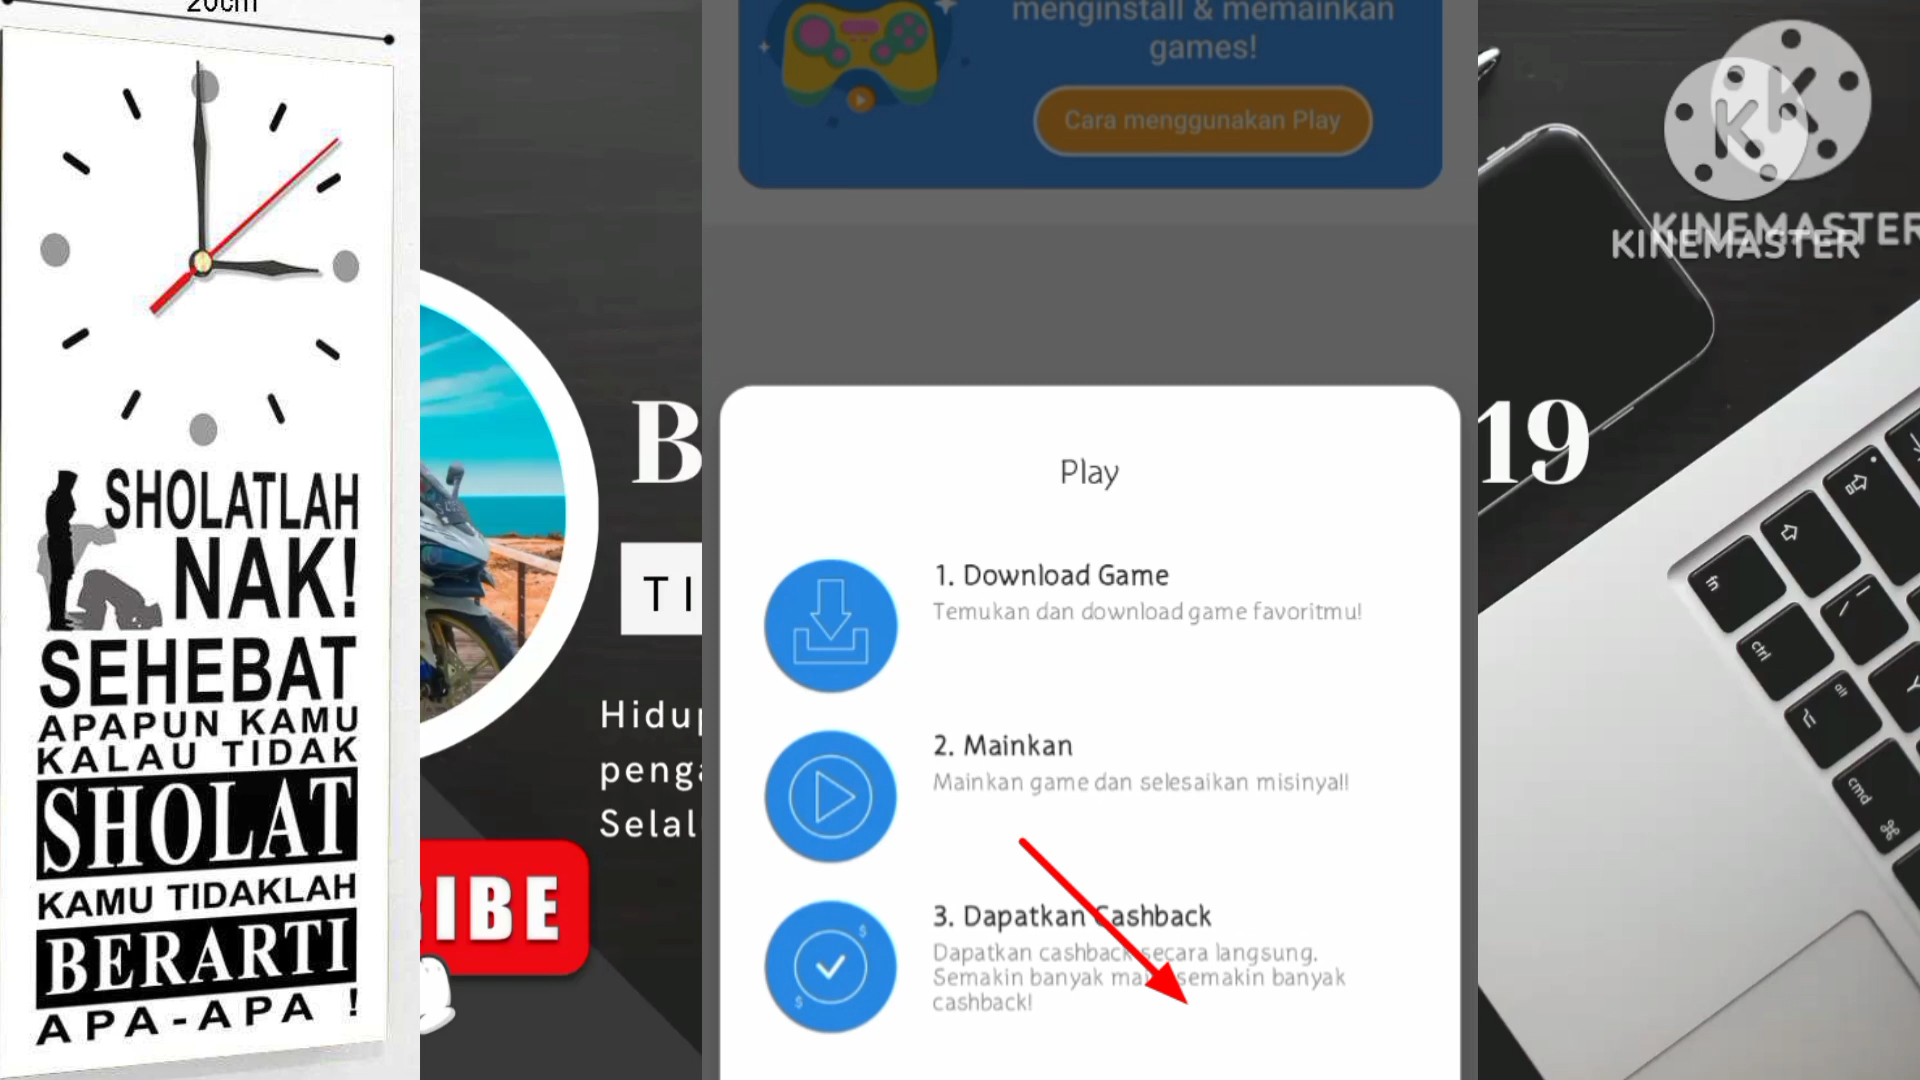 20cm
SHOLATLAH
NAK!
SEHEBAT
APAPUN KAMU
KALAU TIDAK
SHOLAT
KAMU TIDAKLAH
BERARTI
APA-APA !
B
19
TI
Hidup
penga
Selal
IBE
menginstall & memainkan
games!
Cara menggunakan Play
Play
1. Download Game
Temukan dan download game favoritmu!
2. Mainkan
Mainkan game dan selesaikan misinya!!
3. Dapatkan Cashback
Dapatkan cashback secara langsung.
Semakin banyak semakin banyak
cashback!
K
K
KINEMASTER
KINEMASTER
fn
ctrl
alt
cmd